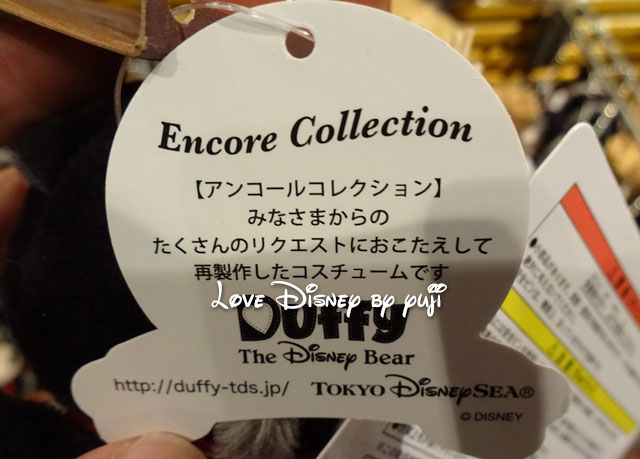 Encore Collection
【アンコールコレクション】
みなさまからの
たくさんのリクエストにおこたえして
再製作したコスチュームです
Love Disney by yuji
Duffy
The Disney Bear
http://duffy-tds.jp/ TOKYO DisneySEA®
© DISNEY